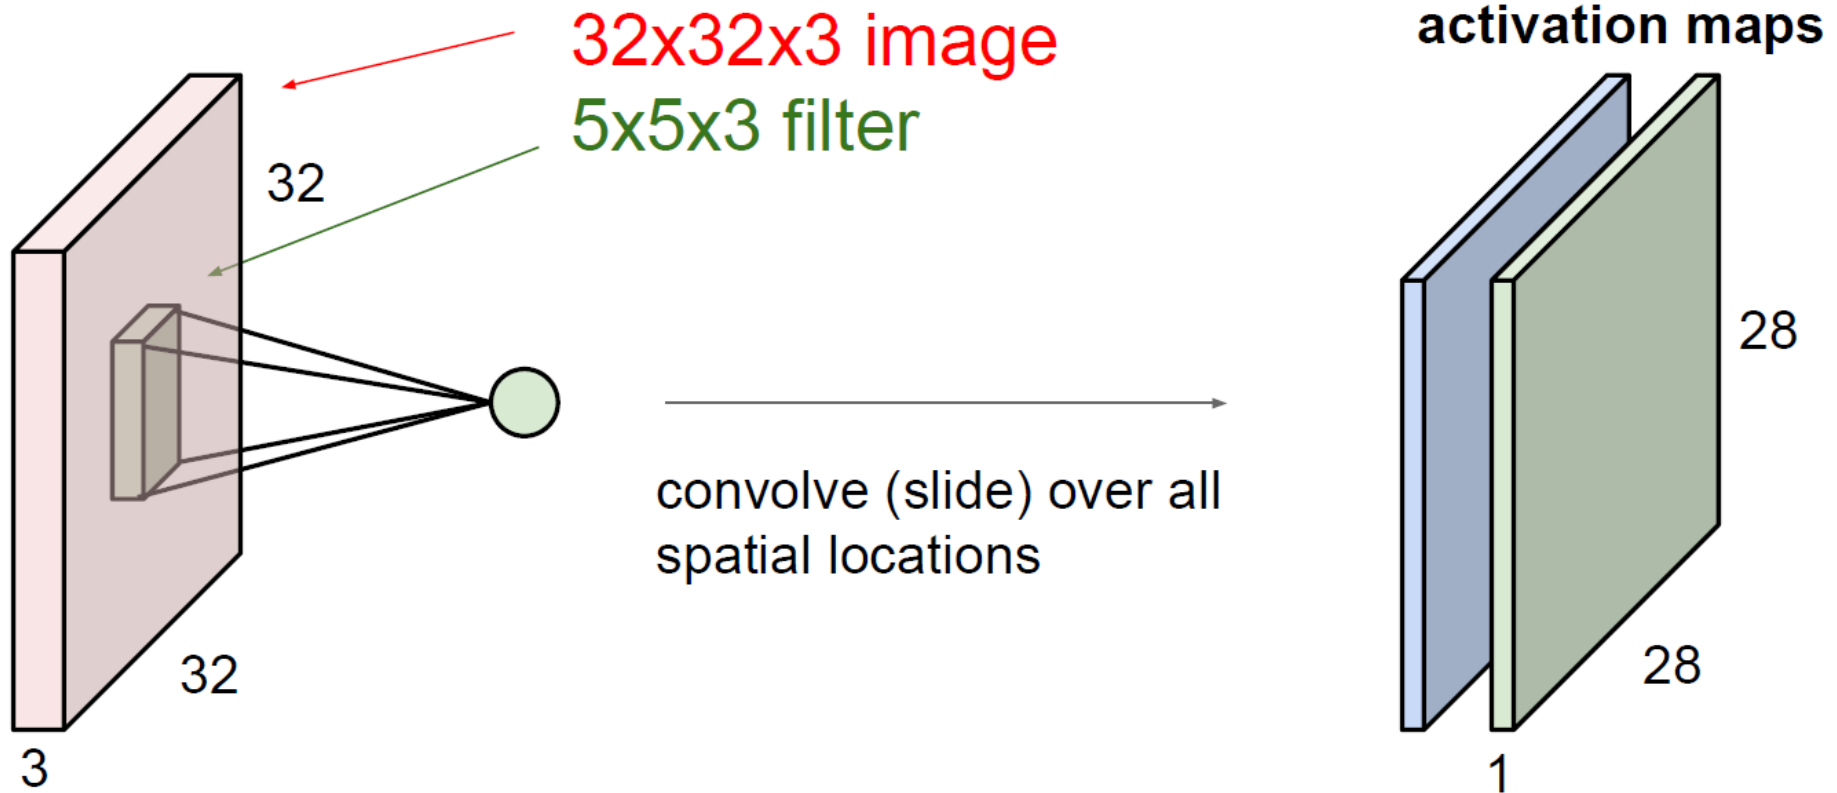 32x32x3 image
5x5x3 filter
32
32
3
convolve (slide) over all
spatial locations
activation maps
28
28
1